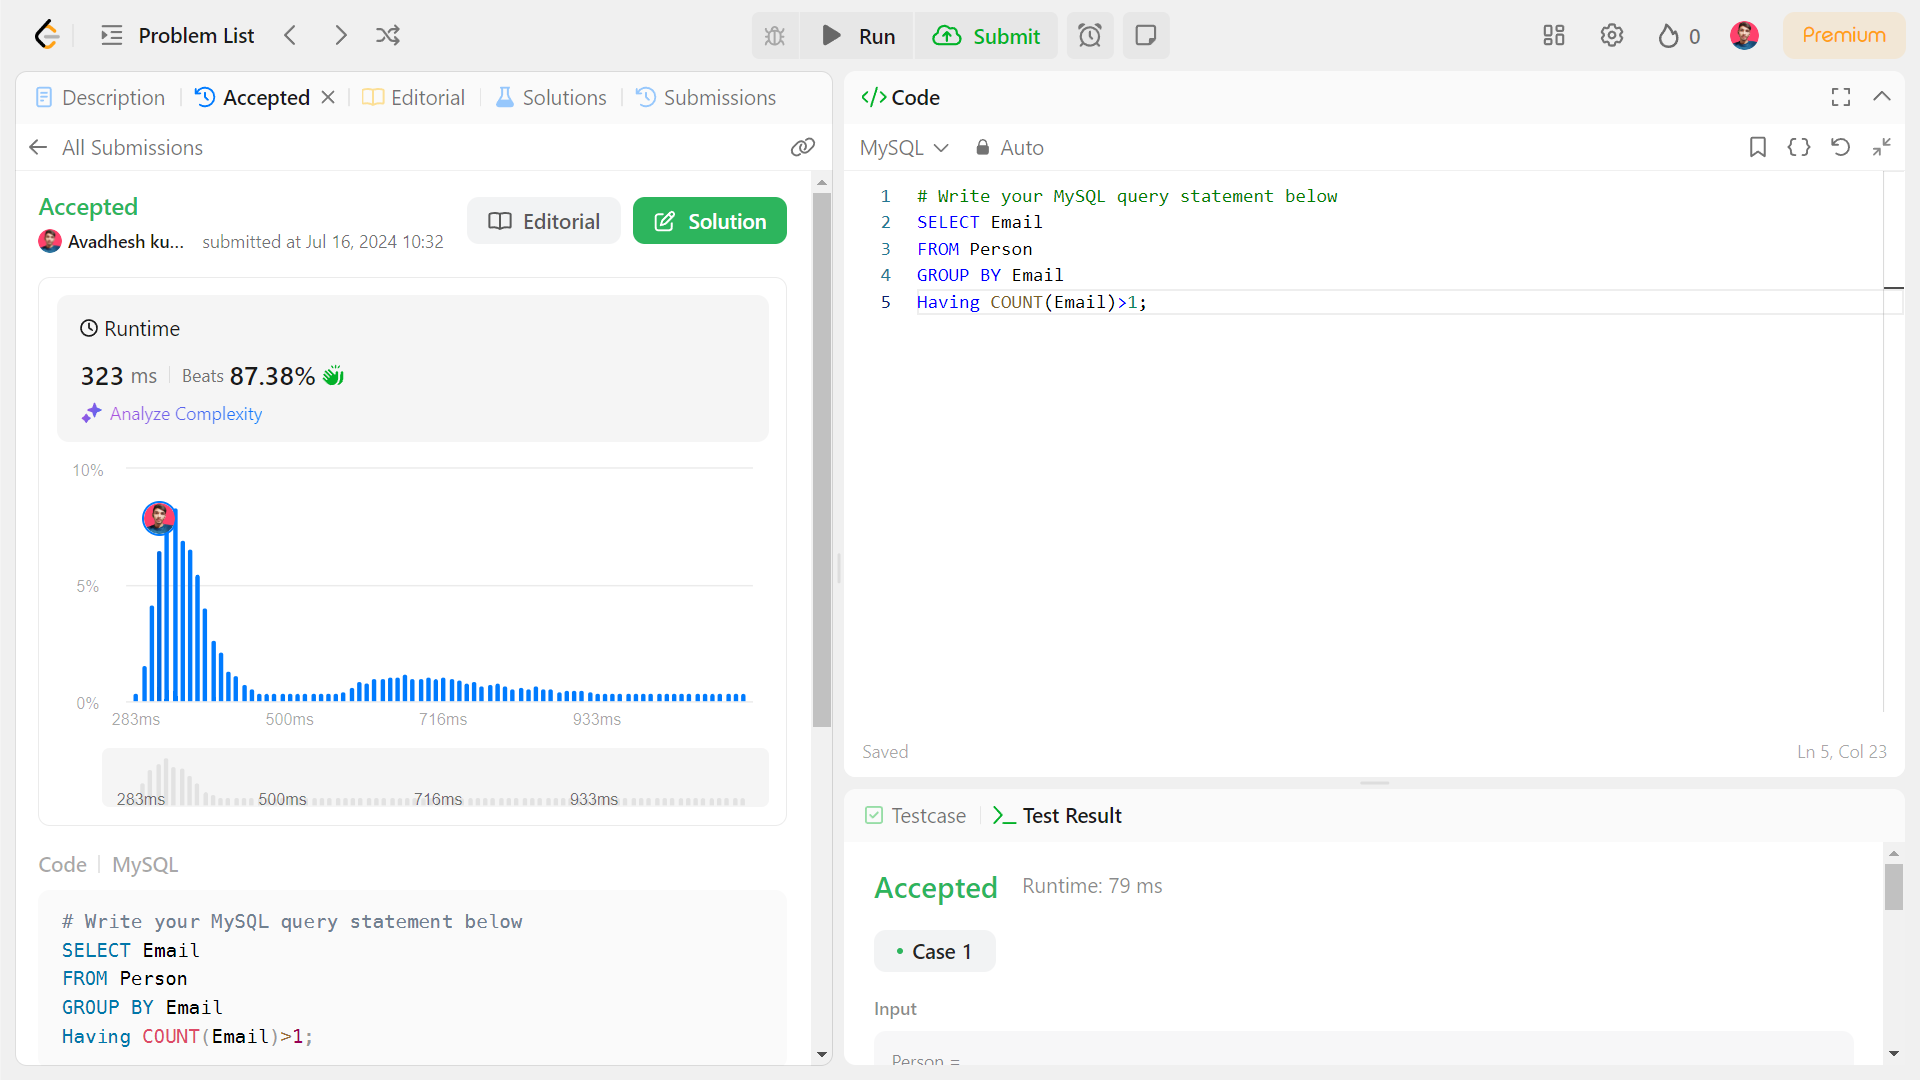 Problem List
Run
Submit
0
Premium
Description
Accepted
Editorial
Solutions
Submissions
All Submissions
Accepted
Editorial
Solution
Avadhesh ku...
submitted at Jul 16, 2024 10:32
Runtime
323 ms
Beats 87.38%
Analyze Complexity
10%
5%
0%
283ms 500ms 716ms 933ms
283ms 500ms 716ms 933ms
Code
MySQL
# Write your MySQL query statement below
SELECT Email
FROM Person
GROUP BY Email
Having COUNT(Email)>1;
</> Code
MySQL
Auto
1 # Write your MySQL query statement below
2 SELECT Email
3 FROM Person
4 GROUP BY Email
5 Having COUNT(Email)>1;
Saved
Ln 5, Col 23
Testcase
Test Result
Accepted
Runtime: 79 ms
Case 1
Input
Person =